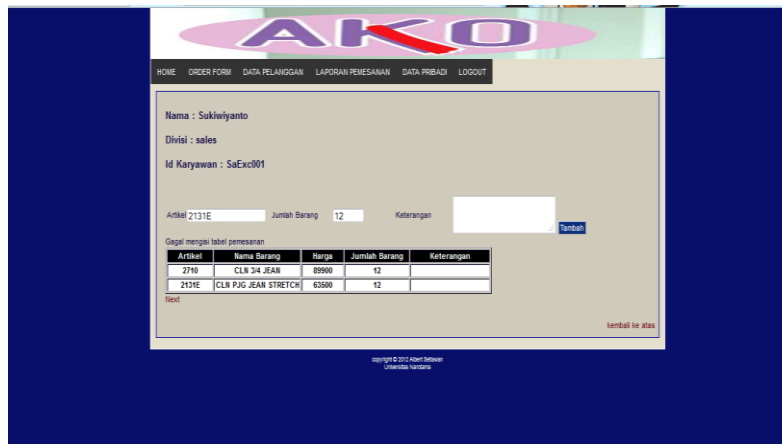 AKO
HOME ORDER FORM DATA PELANGGAN LAPORAN PEMESANAN DATA PRIBADI LOGOUT
Nama : Sukiwiyanto
Divisi : sales
Id Karyawan : SaExc001
Artikel 2131E Jumlah Barang 12 Keterangan
Tambah
Gagal mengisi tabel pemesanan
Artikel Nama Barang Harga Jumlah Barang Keterangan
2710 CLN 3/4 JEAN 89900 12
2131E CLN PJG JEAN STRETCH 63500 12
Next
kembali ke atas
copyright © 2012 Albert Setiawan
Universitas Narotama